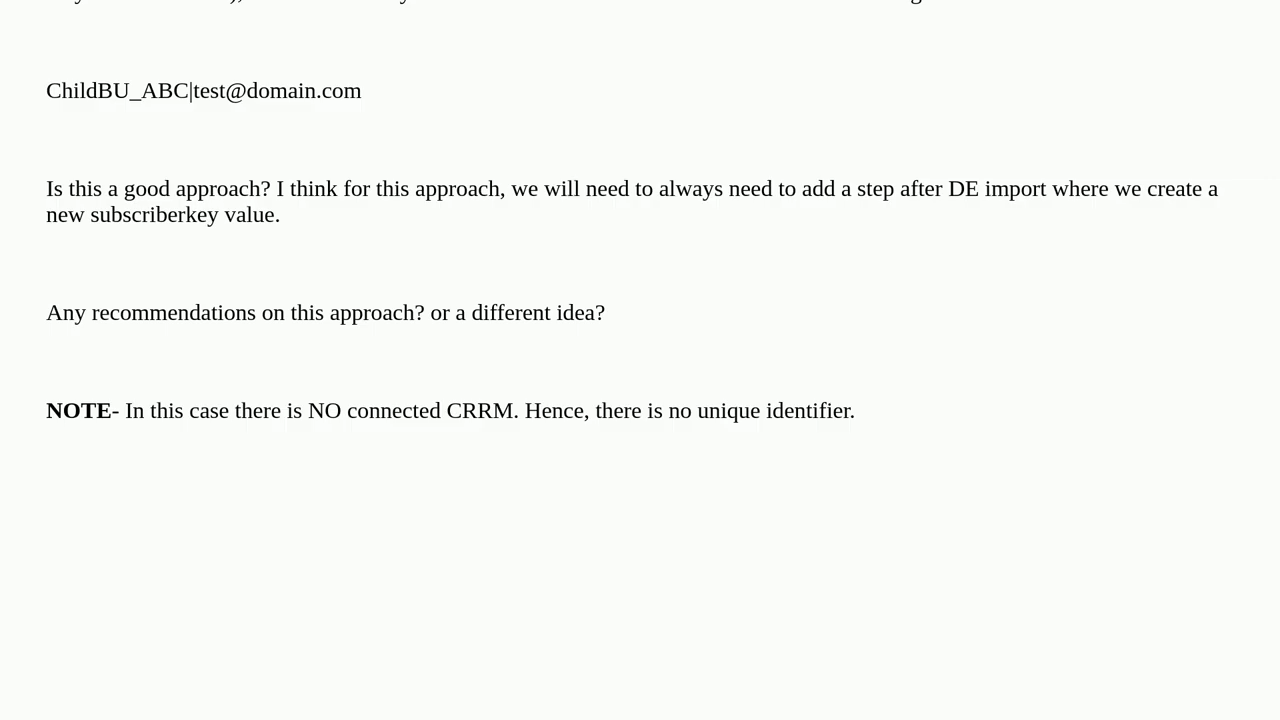 ChildBU_ABC|test@domain.com
Is this a good approach? I think for this approach, we will need to always need to add a step after DE import where we create a
new subscriberkey value.
Any recommendations on this approach? or a different idea?
NOTE- In this case there is NO connected CRRM. Hence, there is no unique identifier.